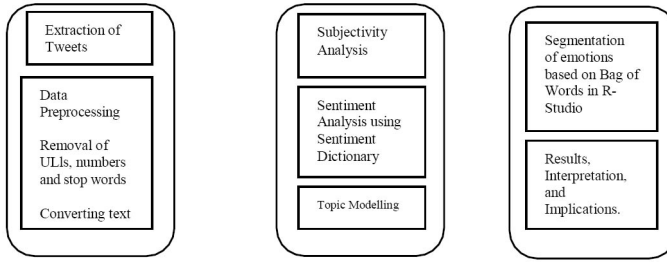 Extraction of
Tweets
Data
Preprocessing
Removal of
ULIs, numbers
and stop words
Converting text
Subjectivity
Analysis
Sentiment
Analysis using
Sentiment
Dictionary
Topic Modelling
Segmentation
of emotions
based on Bag of
Words in R-
Studio
Results,
Interpretation,
and
Implications.